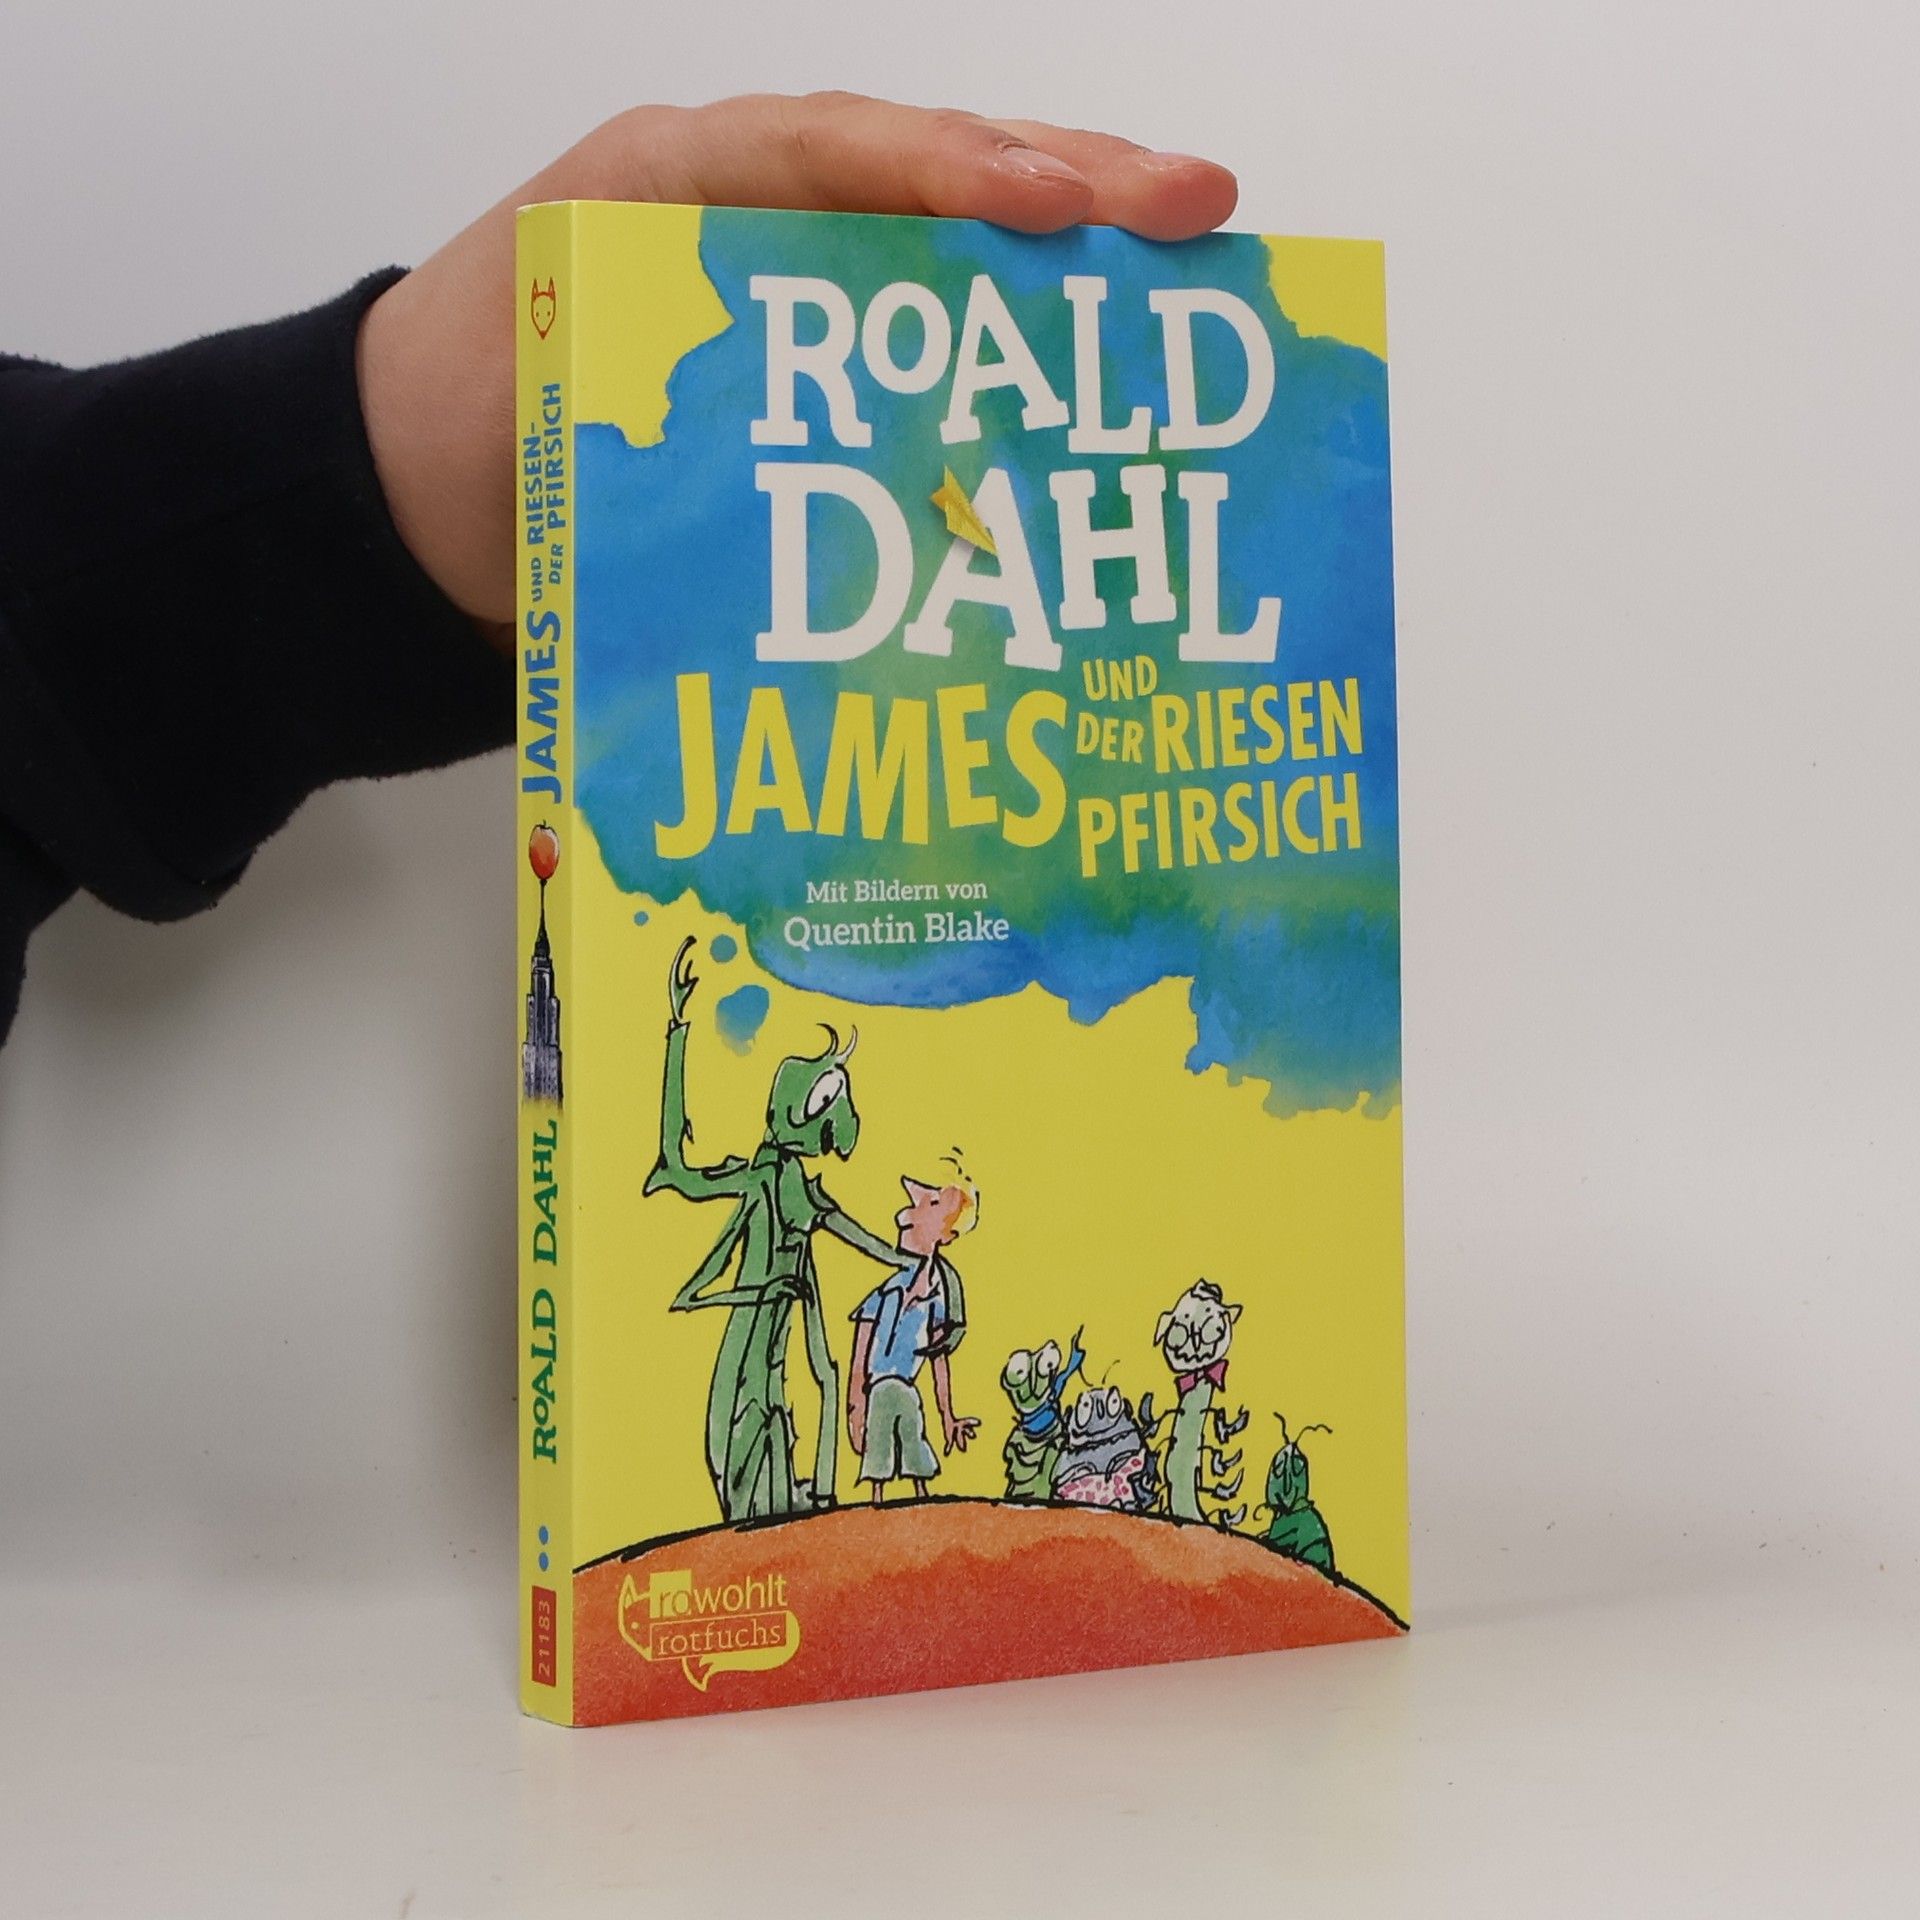 ROALD
DAHL
JAMES UND DER RIESEN
PFIRSICH
Mit Bildern von
Quentin Blake
rowohlt
rotfuchs
JAMES UND RIESEN-
DER PFIRSICH
ROALD DAHL
21183